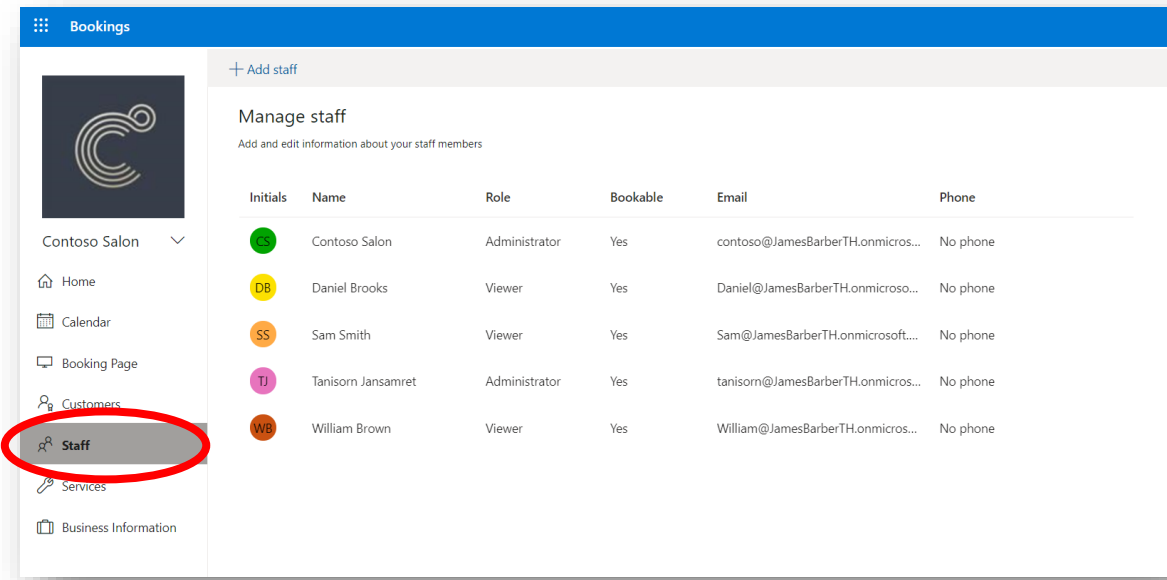 Bookings
+ Add staff
Manage staff
Add and edit information about your staff members
Contoso Salon
Home
Calendar
Booking Page
Customers
Staff
Services
Business Information
Initials Name Role Bookable Email Phone
CS Contoso Salon Administrator Yes contoso@JamesBarberTH.onmicros... No phone
DB Daniel Brooks Viewer Yes Daniel@JamesBarberTH.onmicroso... No phone
SS Sam Smith Viewer Yes Sam@JamesBarberTH.onmicrosoft.... No phone
TJ Tanisorn Jansamret Administrator Yes tanisorn@JamesBarberTH.onmicros... No phone
WB William Brown Viewer Yes William@JamesBarberTH.onmicros... No phone